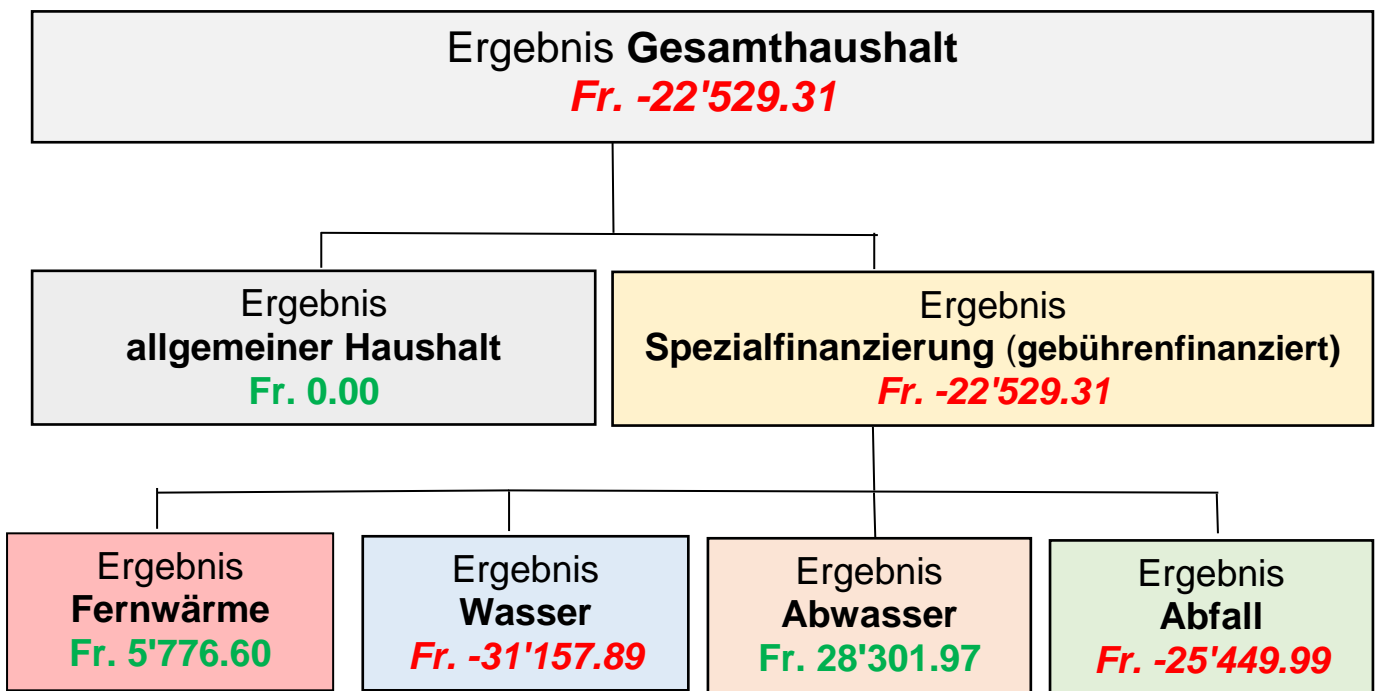 Ergebnis Gesamthaushalt
Fr. -22'529.31
Ergebnis
allgemeiner Haushalt
Fr. 0.00
Ergebnis
Spezialfinanzierung (gebührenfinanziert)
Fr. -22'529.31
Ergebnis
Fernwärme
Fr. 5'776.60
Ergebnis
Wasser
Fr. -31'157.89
Ergebnis
Abwasser
Fr. 28'301.97
Ergebnis
Abfall
Fr. -25'449.99